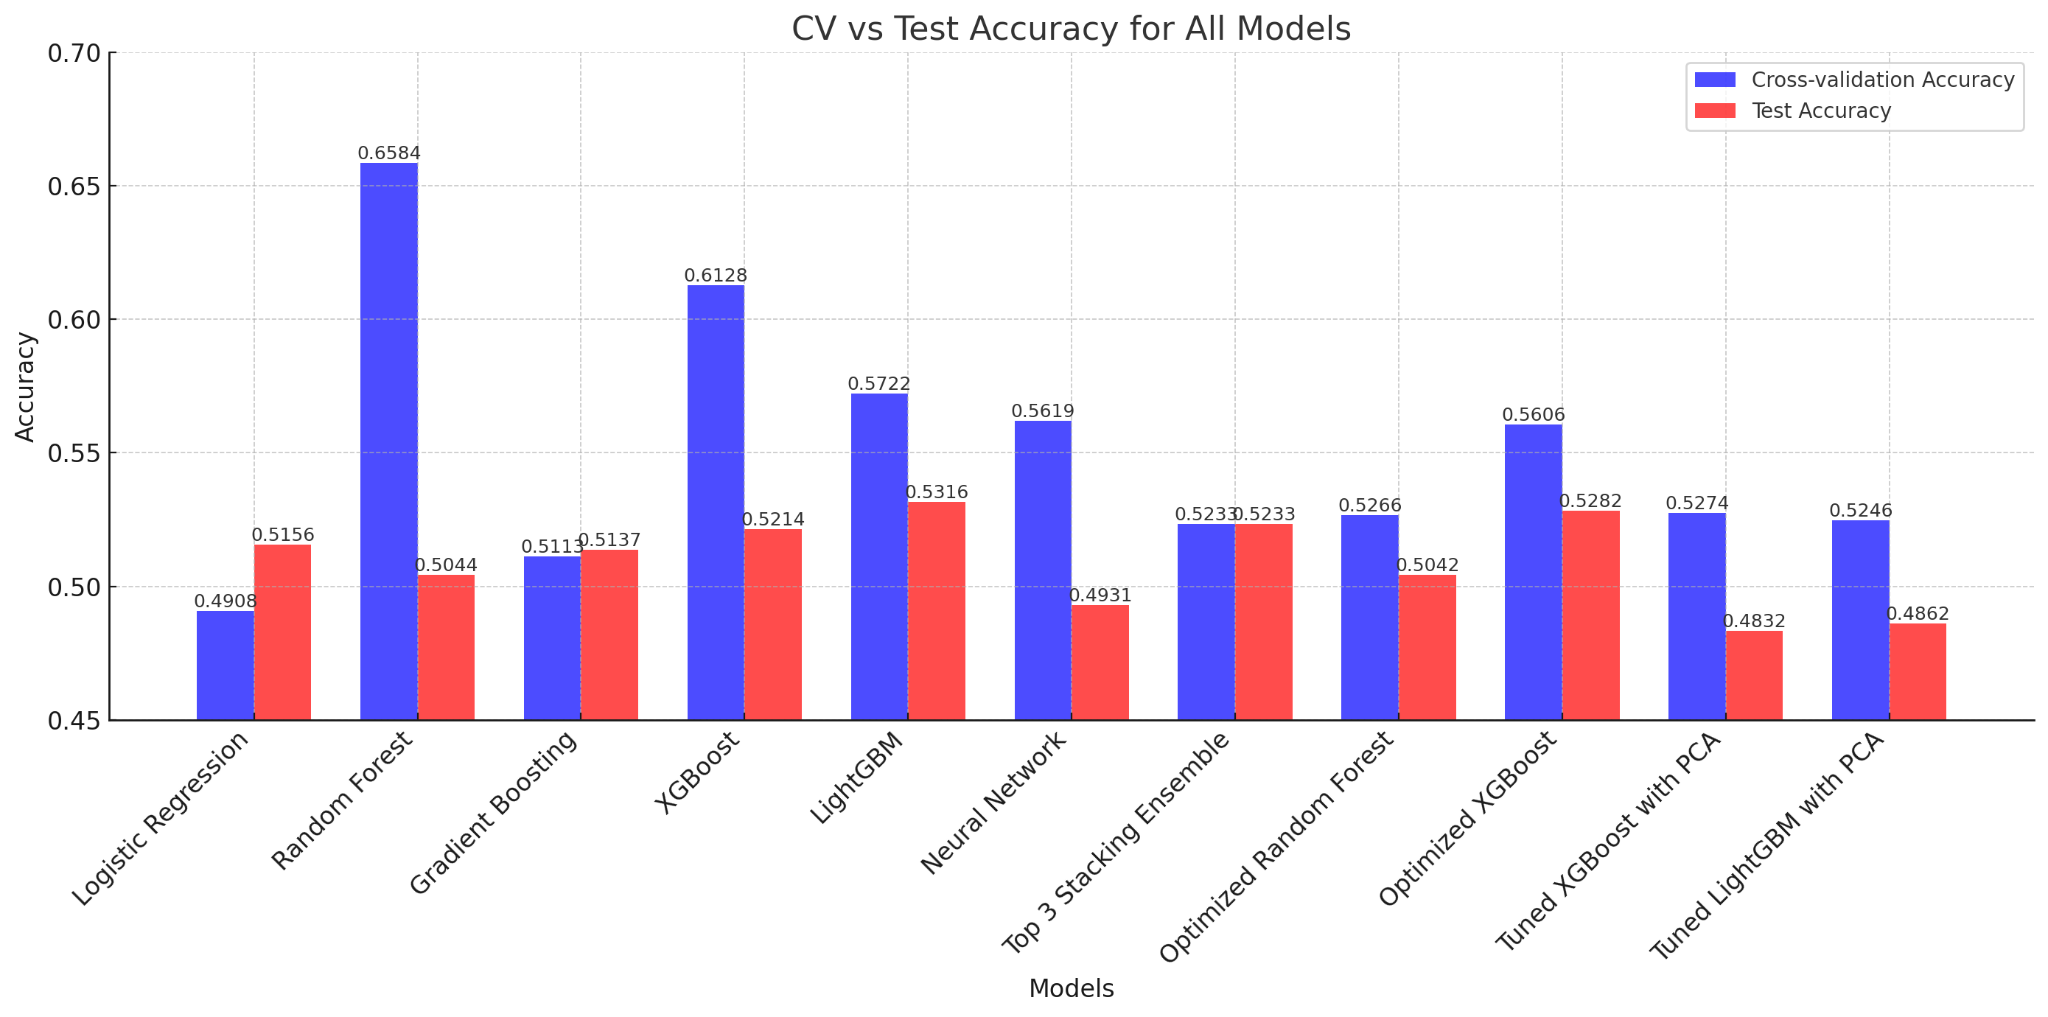 CV vs Test Accuracy for All Models
Cross-validation Accuracy
Test Accuracy
Accuracy
0.70
0.65
0.60
0.55
0.50
0.45
0.4908
0.5156
0.6584
0.5044
0.5113
0.5137
0.6128
0.5214
0.5722
0.5316
0.5619
0.4931
0.5233
0.5233
0.5266
0.5042
0.5606
0.5282
0.5274
0.4832
0.5246
0.4862
Logistic Regression
Random Forest
Gradient Boosting
XGBoost
LightGBM
Neural Network
Top 3 Stacking Ensemble
Optimized Random Forest
Optimized XGBoost
Tuned XGBoost with PCA
Tuned LightGBM with PCA
Models